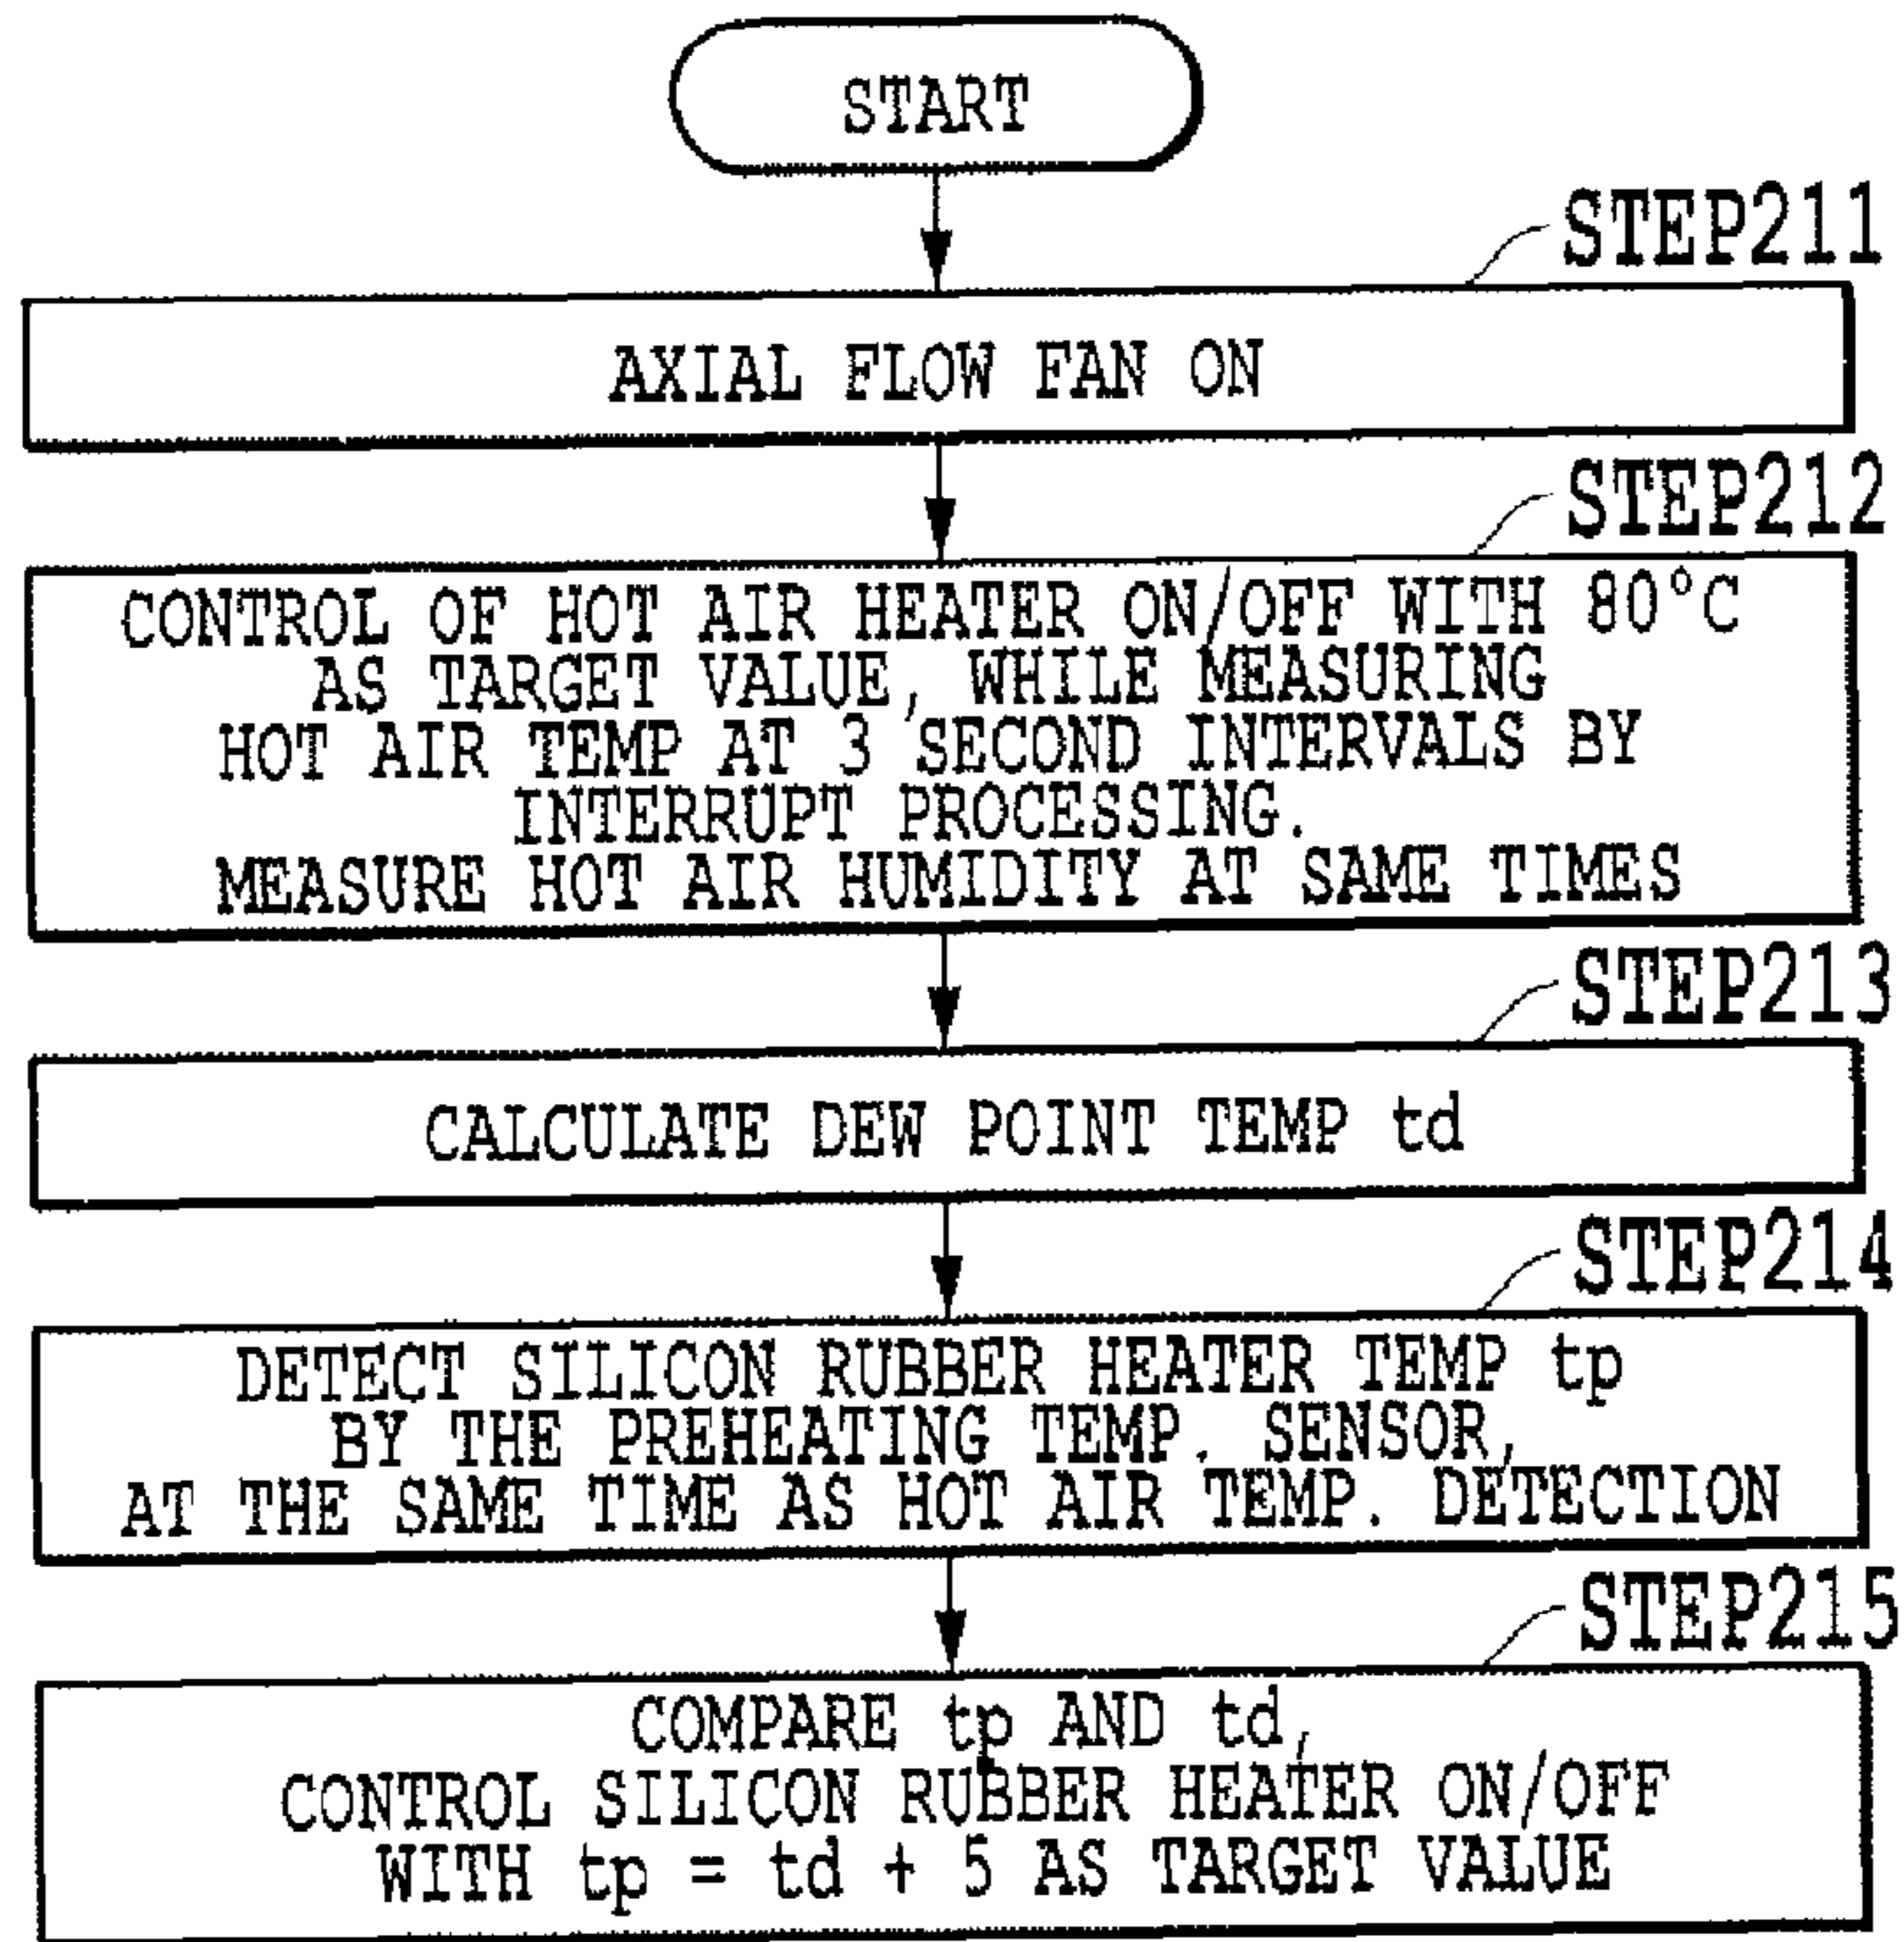 START
STEP211
AXIAL FLOW FAN ON
STEP212
CONTROL OF HOT AIR HEATER ON/OFF WITH 80°C
AS TARGET VALUE, WHILE MEASURING
HOT AIR TEMP AT 3 SECOND INTERVALS BY
INTERRUPT PROCESSING.
MEASURE HOT AIR HUMIDITY AT SAME TIMES
STEP213
CALCULATE DEW POINT TEMP td
STEP214
DETECT SILICON RUBBER HEATER TEMP tp
BY THE PREHEATING TEMP. SENSOR,
AT THE SAME TIME AS HOT AIR TEMP. DETECTION
STEP215
COMPARE tp AND td,
CONTROL SILICON RUBBER HEATER ON/OFF
WITH tp = td + 5 AS TARGET VALUE